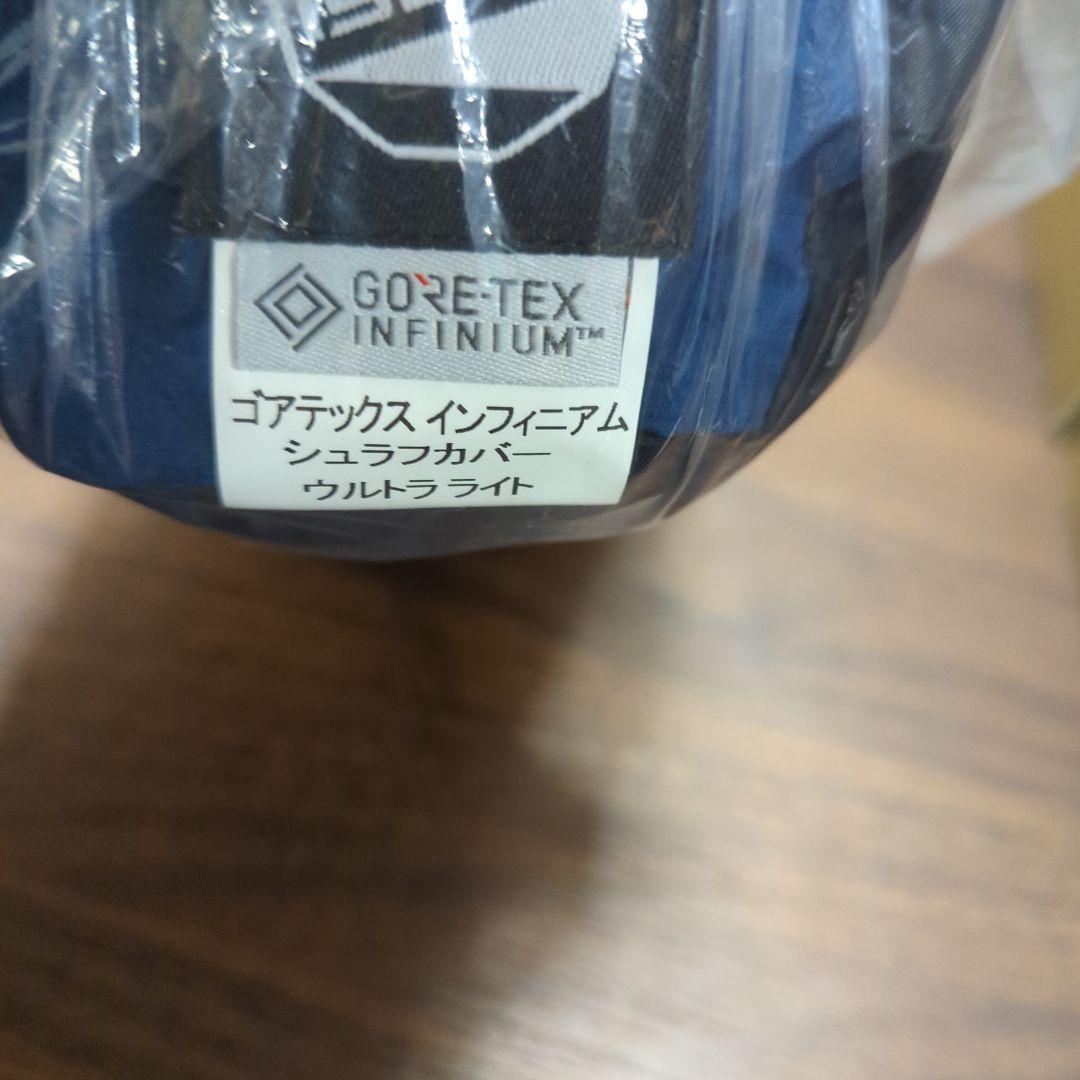 GORE-TEX
INFINIUM™
ゴアテックス インフィニアム
シュラフカバー
ウルトラ ライト